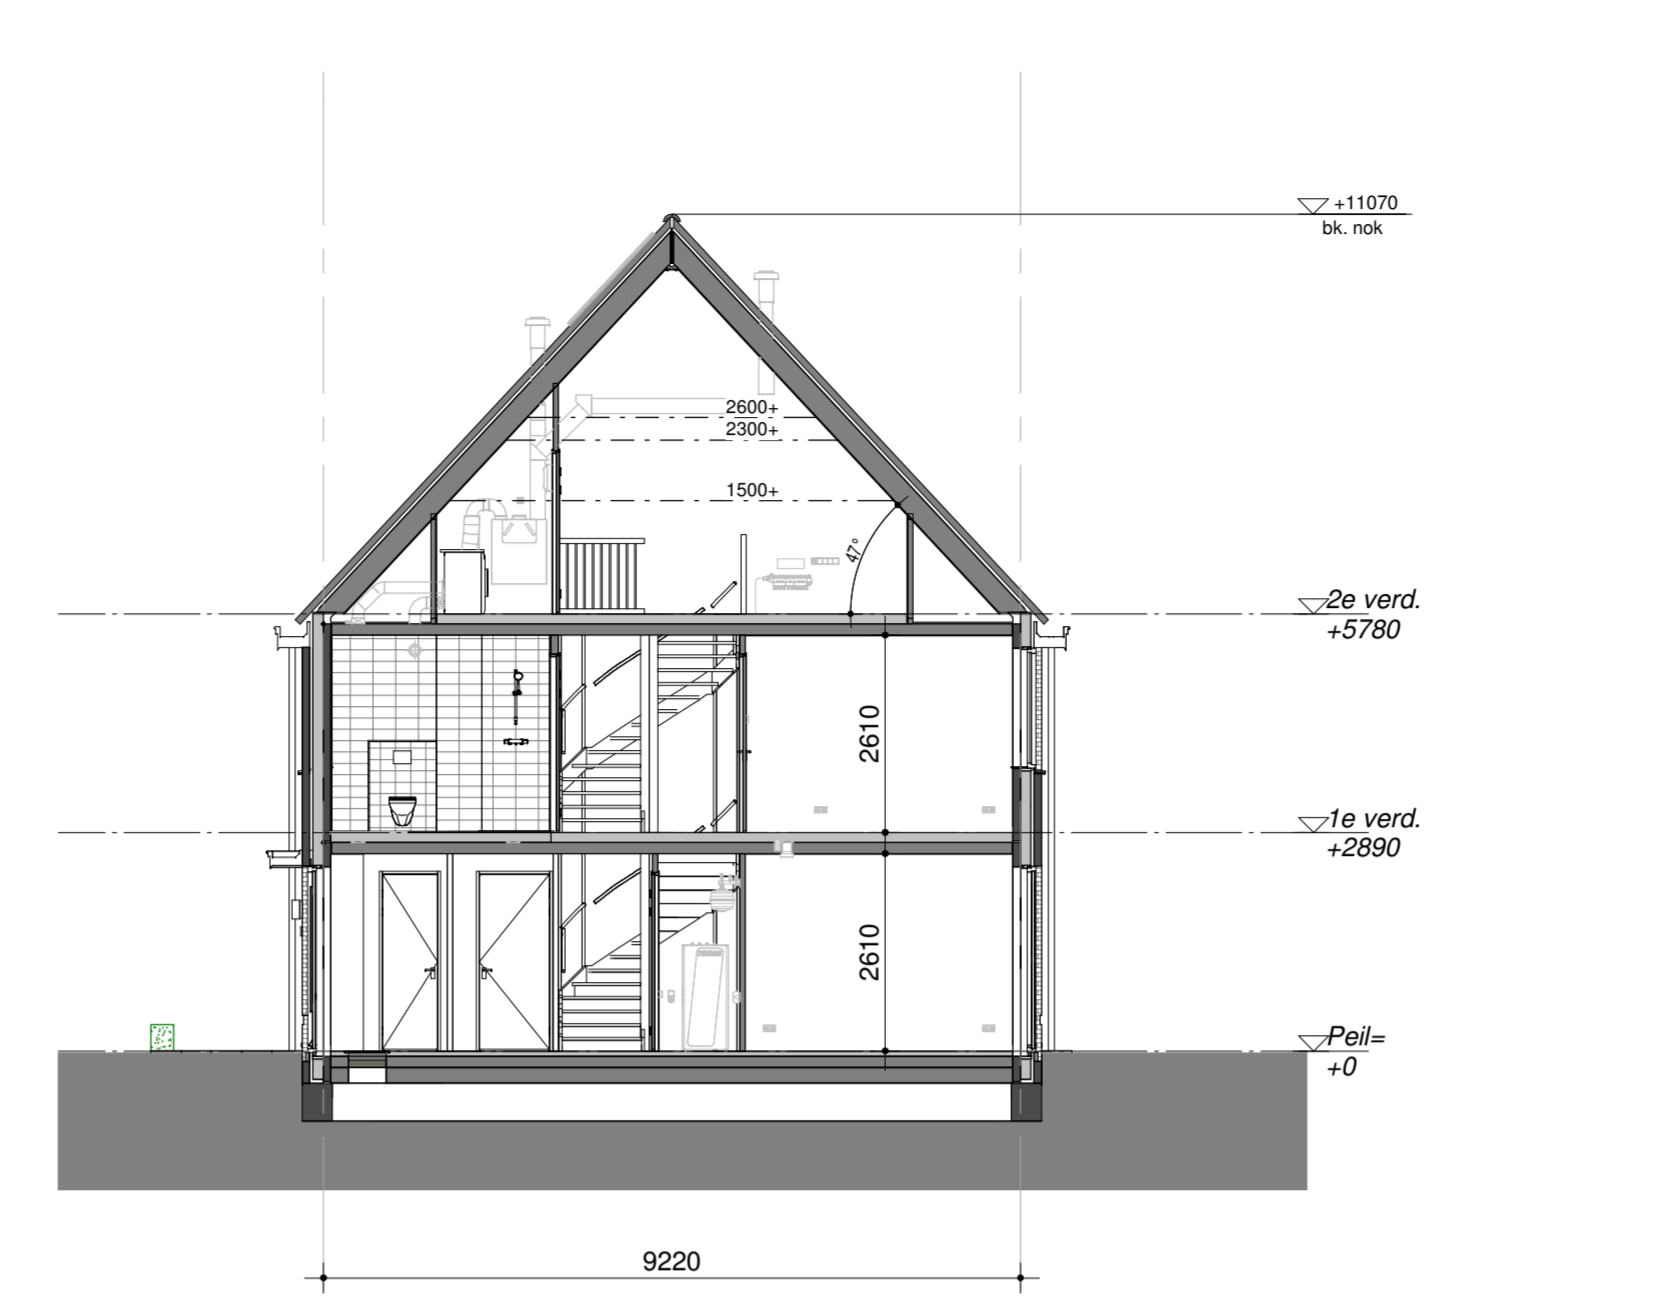 +11070
bk. nok
2600+
2300+
1500+
47°
2e verd.
+5780
2610
1e verd.
+2890
2610
Peil=
+0
9220